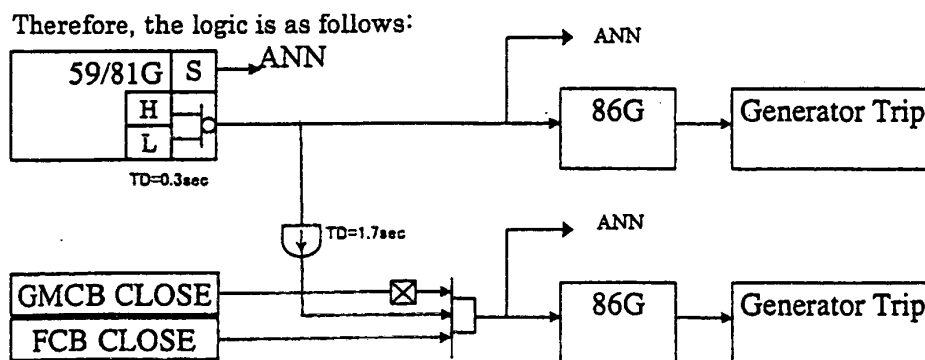 Therefore, the logic is as follows:
ANN
59/81G S ANN
H
86G Generator Trip
L
TD=0.3sec
ANN
TD=1.7sec
GMCB CLOSE
86G Generator Trip
FCB CLOSE